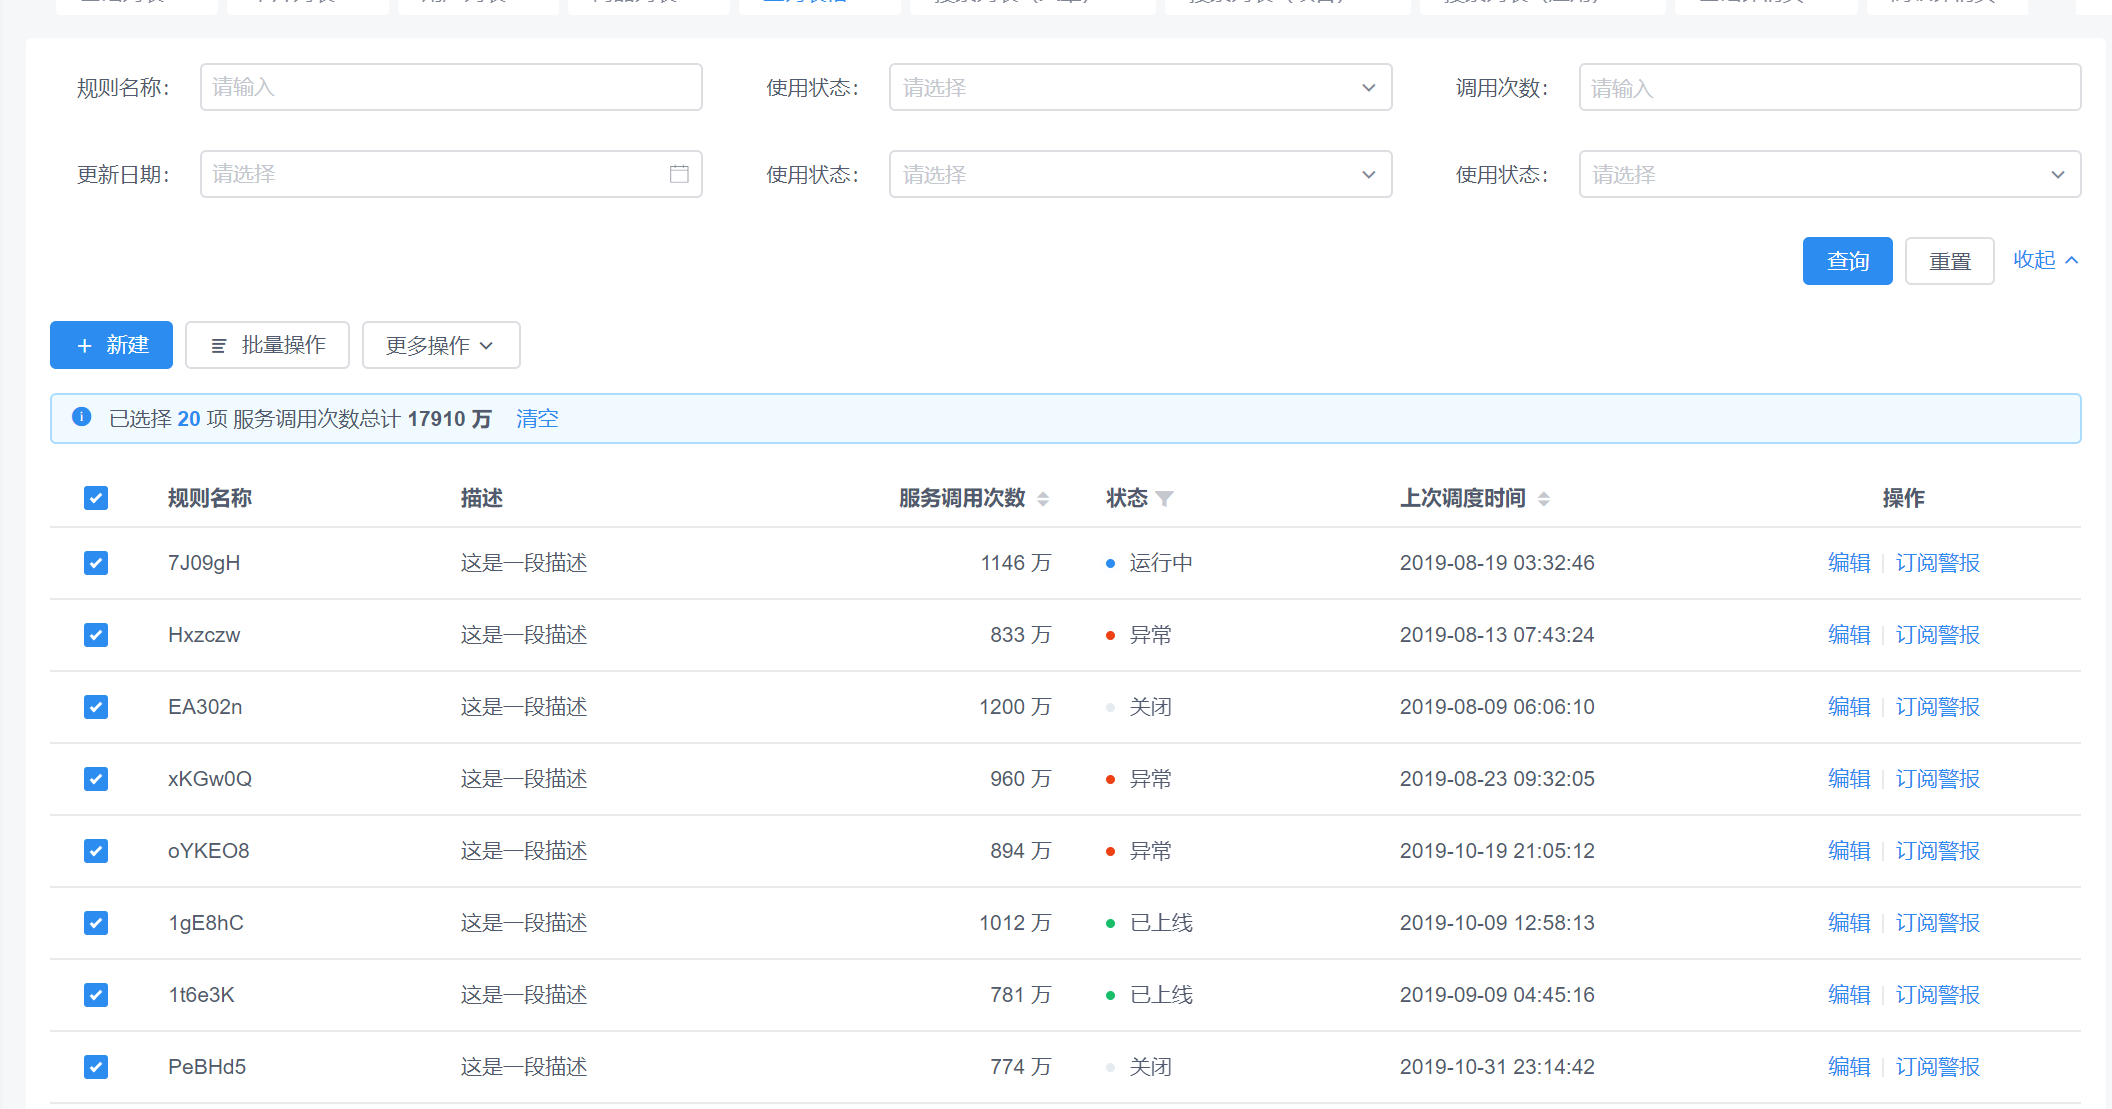 规则名称： 请输入 使用状态： 请选择 调用次数： 请输入
更新日期： 请选择 使用状态： 请选择 使用状态： 请选择
查询 重置 收起
+ 新建 批量操作 更多操作
已选择 20 项 服务调用次数总计 17910 万 清空
规则名称 描述 服务调用次数 状态 上次调度时间 操作
7J09gH 这是一段描述 1146 万 运行中 2019-08-19 03:32:46 编辑 订阅警报
Hxzczw 这是一段描述 833 万 异常 2019-08-13 07:43:24 编辑 订阅警报
EA302n 这是一段描述 1200 万 关闭 2019-08-09 06:06:10 编辑 订阅警报
xKGw0Q 这是一段描述 960 万 异常 2019-08-23 09:32:05 编辑 订阅警报
oYKEO8 这是一段描述 894 万 异常 2019-10-19 21:05:12 编辑 订阅警报
1gE8hC 这是一段描述 1012 万 已上线 2019-10-09 12:58:13 编辑 订阅警报
1t6e3K 这是一段描述 781 万 已上线 2019-09-09 04:45:16 编辑 订阅警报
PeBHd5 这是一段描述 774 万 关闭 2019-10-31 23:14:42 编辑 订阅警报